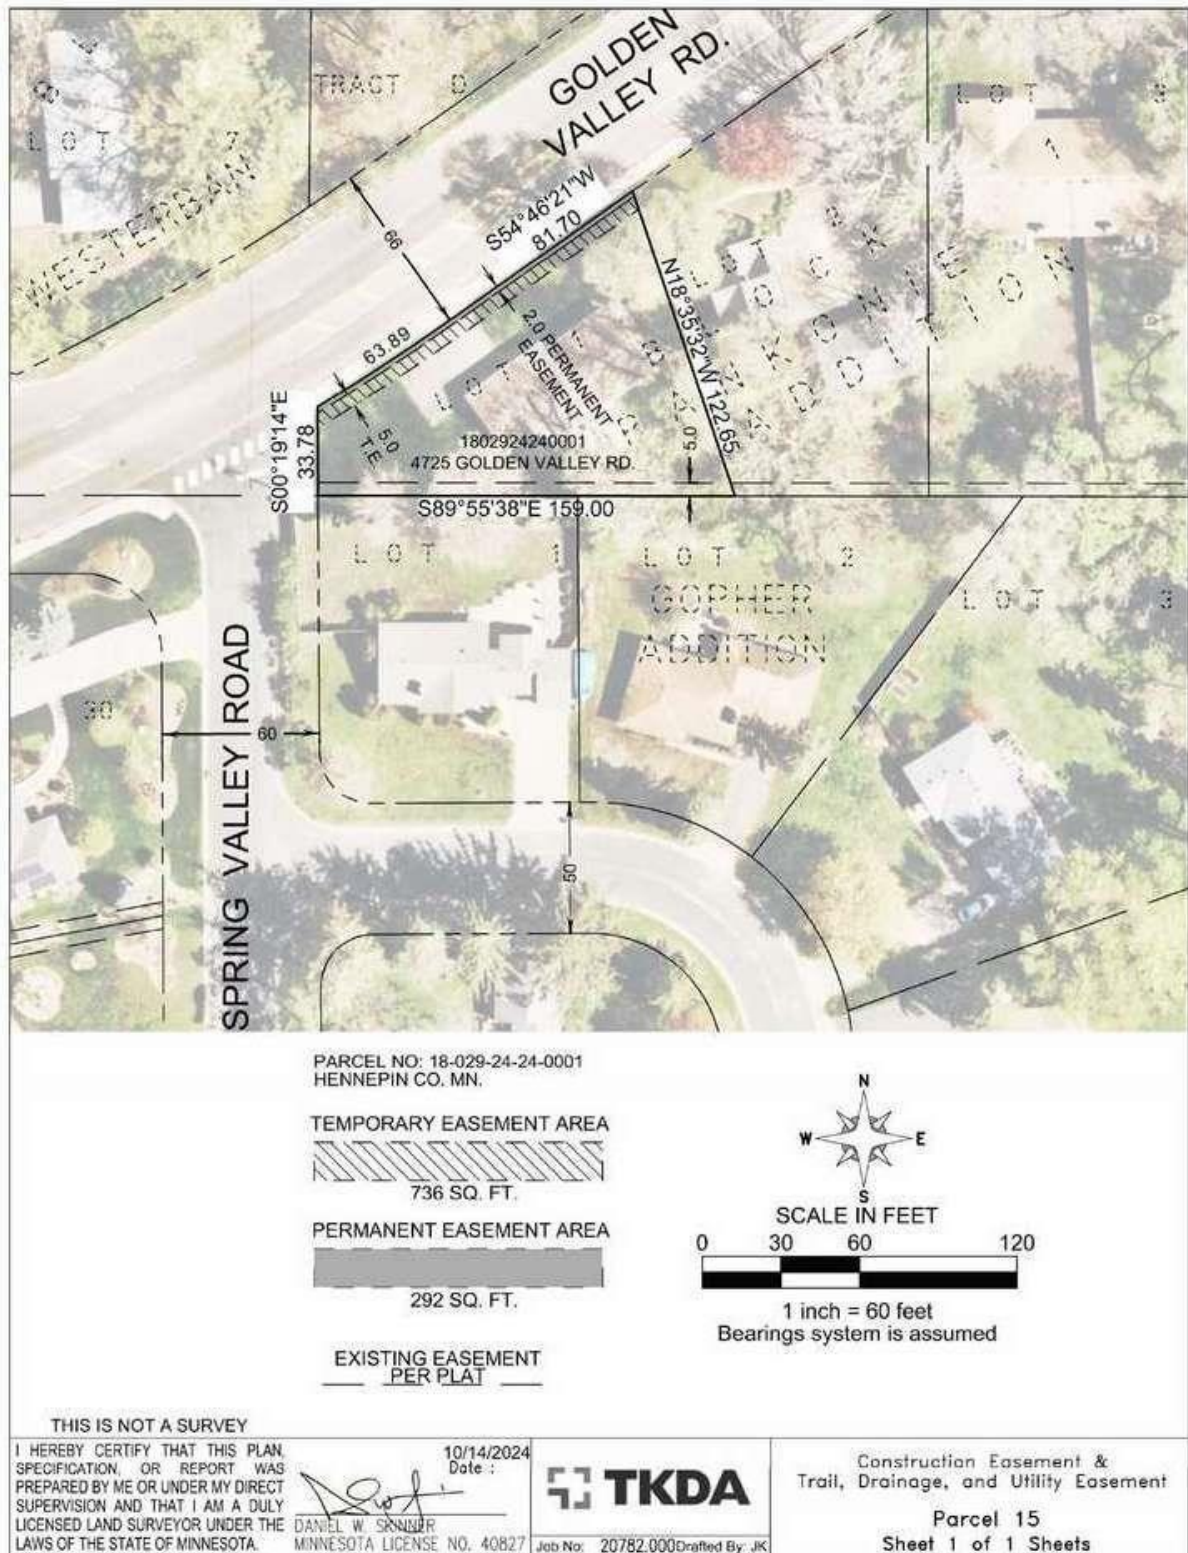 GOLDEN
VALLEY RD.
TRACT D
LOT 7
8
WESTERBAN
LOT 3
1
66
S54°46'21"W
81.70
63.89
2.0 PERMANENT
EASEMENT
N18°35'32"W 122.65
ADDITION
S00°19'14"E
33.78
5.0
T.E.
1802924240001
4725 GOLDEN VALLEY RD.
5.0
S89°55'38"E 159.00
LOT 1
LOT 2
LOT 3
GOPHER
ADDITION
30
60
SPRING VALLEY ROAD
50
PARCEL NO: 18-029-24-24-0001
HENNEPIN CO. MN.
TEMPORARY EASEMENT AREA
736 SQ. FT.
PERMANENT EASEMENT AREA
292 SQ. FT.
EXISTING EASEMENT
PER PLAT
N
W E
S
SCALE IN FEET
0 30 60 120
1 inch = 60 feet
Bearings system is assumed
THIS IS NOT A SURVEY
I HEREBY CERTIFY THAT THIS PLAN,
SPECIFICATION, OR REPORT WAS
PREPARED BY ME OR UNDER MY DIRECT
SUPERVISION AND THAT I AM A DULY
LICENSED LAND SURVEYOR UNDER THE
LAWS OF THE STATE OF MINNESOTA.
10/14/2024
Date :
DANIEL W. SKINNER
MINNESOTA LICENSE NO. 40827
TKDA
Job No: 20782.000 Drafted By: JK
Construction Easement &
Trail, Drainage, and Utility Easement
Parcel 15
Sheet 1 of 1 Sheets